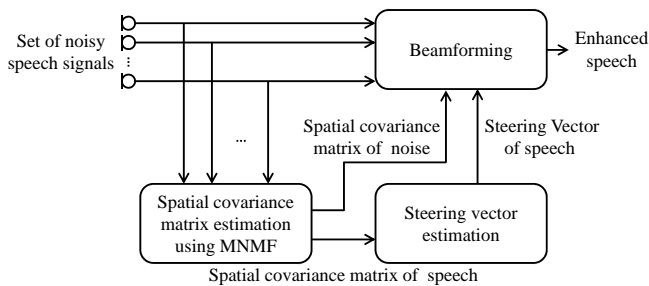 Set of noisy
speech signals
...
Beamforming
Enhanced
speech
...
Spatial covariance
matrix of noise
Steering Vector
of speech
Spatial covariance
matrix estimation
using MNMF
Steering vector
estimation
Spatial covariance matrix of speech